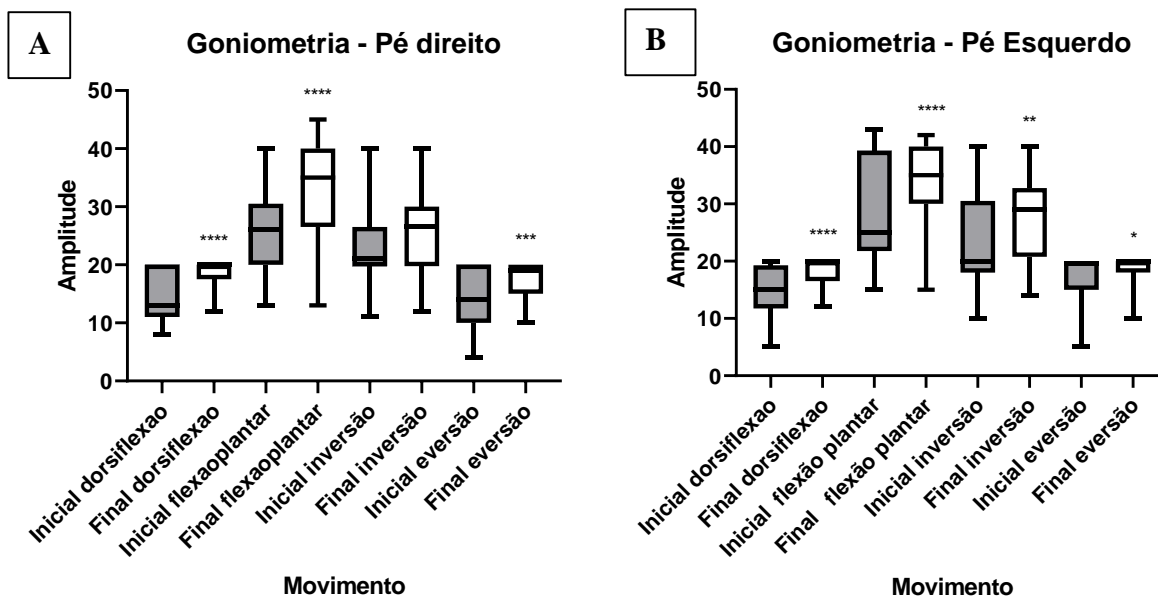 A
Goniometria - Pé direito
Amplitude
50
40
30
20
10
0
****
****
***
Inicial dorsiflexao
Final dorsiflexao
Inicial flexaoplantar
Final flexaoplantar
Inicial inversão
Final inversão
Inicial eversão
Final eversão
Movimento
B
Goniometria - Pé Esquerdo
Amplitude
50
40
30
20
10
0
****
****
**
*
Inicial dorsiflexao
Final dorsiflexao
Inicial flexão plantar
Final flexão plantar
Inicial inversão
Final inversão
Inicial eversão
Final eversão
Movimento